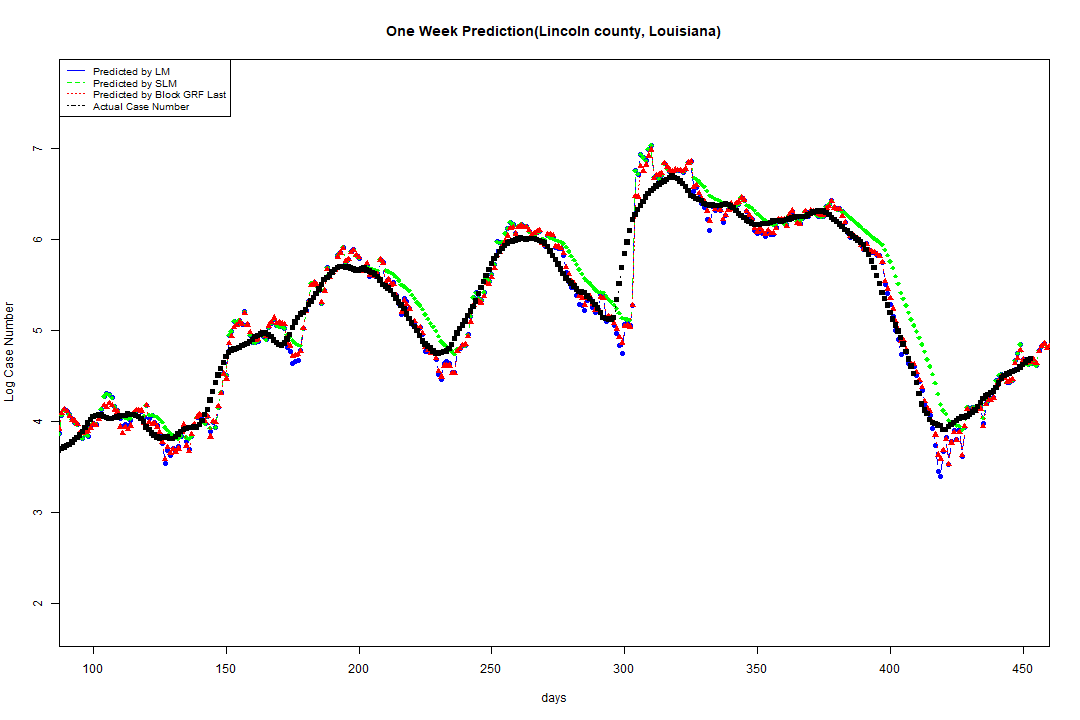 One Week Prediction(Lincoln county, Louisiana)
Predicted by LM
Predicted by SLM
Predicted by Block GRF Last
Actual Case Number
7
6
5
4
3
2
Log Case Number
100 150 200 250 300 350 400 450
days